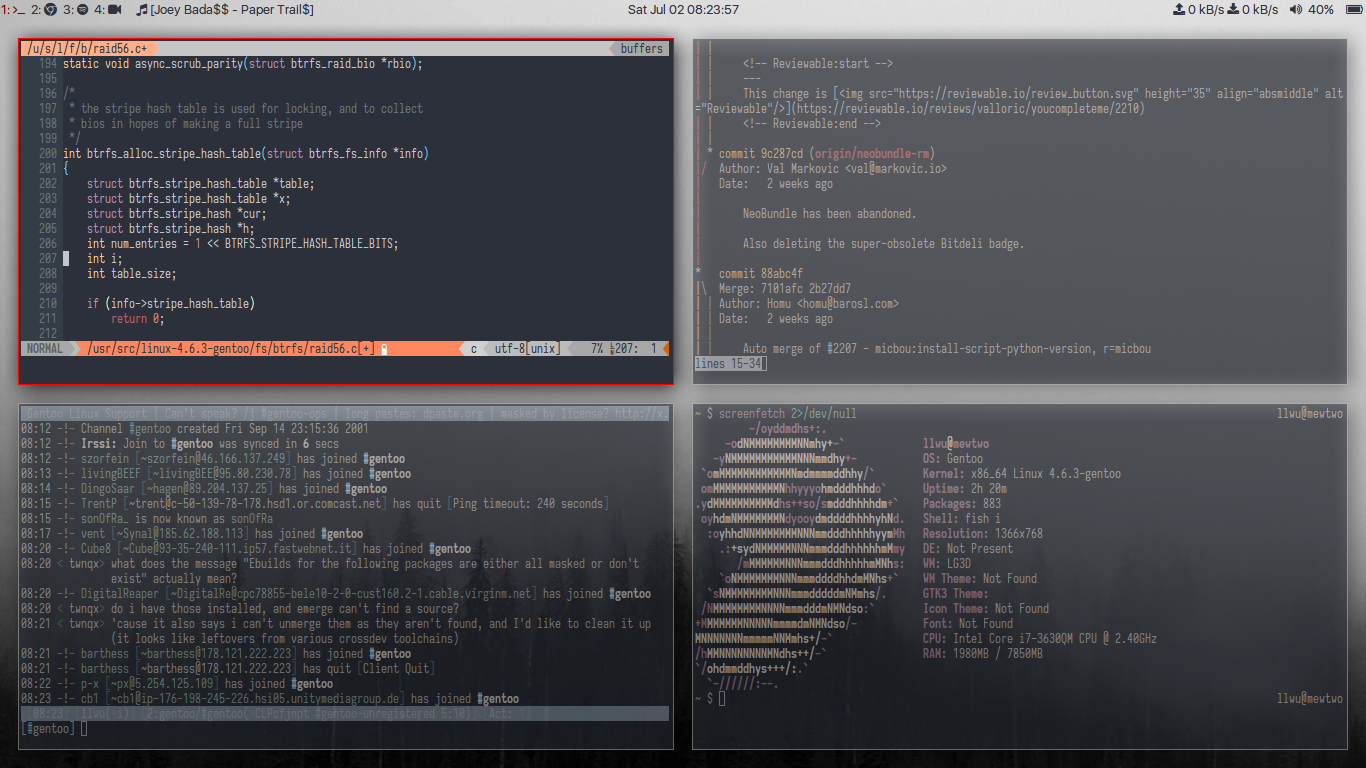 1:>_ 2: 3: 4: [Joey Bada$$ - Paper Trail$]
Sat Jul 02 08:23:57
0 kB/s 0 kB/s 40%
/u/s/l/f/b/raid56.c+ buffers
194 static void async_scrub_parity(struct btrfs_raid_bio *rbio);
195
196 /*
197  * the stripe hash table is used for locking, and to collect
198  * bios in hopes of making a full stripe
199  */
200 int btrfs_alloc_stripe_hash_table(struct btrfs_fs_info *info)
201 {
202     struct btrfs_stripe_hash_table *table;
203     struct btrfs_stripe_hash_table *x;
204     struct btrfs_stripe_hash *cur;
205     struct btrfs_stripe_hash *h;
206     int num_entries = 1 << BTRFS_STRIPE_HASH_TABLE_BITS;
207     int i;
208     int table_size;
209
210     if (info->stripe_hash_table)
211         return 0;
212
NORMAL /usr/src/linux-4.6.3-gentoo/fs/btrfs/raid56.c[+] c utf-8[unix] 7% 207: 1
| |
| |     <!-- Reviewable:start -->
| |     ---
| |     This change is [<img src="https://reviewable.io/review_button.svg" height="35" align="absmiddle" alt
="Reviewable"/>](https://reviewable.io/reviews/valloric/youcompleteme/2210)
| |     <!-- Reviewable:end -->
| |
| * commit 9c287cd (origin/neobundle-rm)
|/  Author: Val Markovic <val@markovic.io>
|   Date:   2 weeks ago
|
|       NeoBundle has been abandoned.
|
|       Also deleting the super-obsolete Bitdeli badge.
|
*   commit 88abc4f
|\  Merge: 7101afc 2b27dd7
| | Author: Homu <homu@barosl.com>
| | Date:   2 weeks ago
| |
| |     Auto merge of #2207 - micbou:install-script-python-version, r=micbou
lines 15-34
Gentoo Linux Support | Can't speak? /j #gentoo-ops | long pastes: dpaste.org | masked by license? http://x.
08:12 -!- Channel #gentoo created Fri Sep 14 23:15:36 2001
08:12 -!- Irssi: Join to #gentoo was synced in 6 secs
08:12 -!- szorfein [~szorfein@46.166.137.249] has joined #gentoo
08:13 -!- livingBEEF [~livingBEE@95.80.230.78] has joined #gentoo
08:14 -!- DingoSaar [~hagen@89.204.137.25] has joined #gentoo
08:15 -!- TrentP [~trent@c-50-139-78-178.hsd1.or.comcast.net] has quit [Ping timeout: 240 seconds]
08:15 -!- sonOfRa_ is now known as sonOfRa
08:17 -!- vent [~Synal@185.62.188.113] has joined #gentoo
08:20 -!- Cube8 [~Cube@93-35-240-111.ip57.fastwebnet.it] has joined #gentoo
08:20 < twnqx> what does the message "Ebuilds for the following packages are either all masked or don't
exist" actually mean?
08:20 -!- DigitalReaper [~DigitalRe@cpc78855-bele10-2-0-cust160.2-1.cable.virginm.net] has joined #gentoo
08:20 < twnqx> do i have those installed, and emerge can't find a source?
08:21 < twnqx> 'cause it also says i can't unmerge them as they aren't found, and I'd like to clean it up
(it looks like leftovers from various crossdev toolchains)
08:21 -!- barthess [~barthess@178.121.222.223] has joined #gentoo
08:21 -!- barthess [~barthess@178.121.222.223] has quit [Client Quit]
08:22 -!- p-x [~px@5.254.125.109] has joined #gentoo
08:23 -!- cb1 [~cb1@ip-176-198-245-226.hsi05.unitymediagroup.de] has joined #gentoo
[#gentoo]
~ $ screenfetch 2>/dev/null llwu@mewtwo
llwu@mewtwo
OS: Gentoo
Kernel: x86_64 Linux 4.6.3-gentoo
Uptime: 2h 20m
Packages: 883
Shell: fish i
Resolution: 1366x768
DE: Not Present
WM: LG3D
WM Theme: Not Found
GTK3 Theme:
Icon Theme: Not Found
Font: Not Found
CPU: Intel Core i7-3630QM CPU @ 2.40GHz
RAM: 1980MB / 7850MB
~ $ llwu@mewtwo